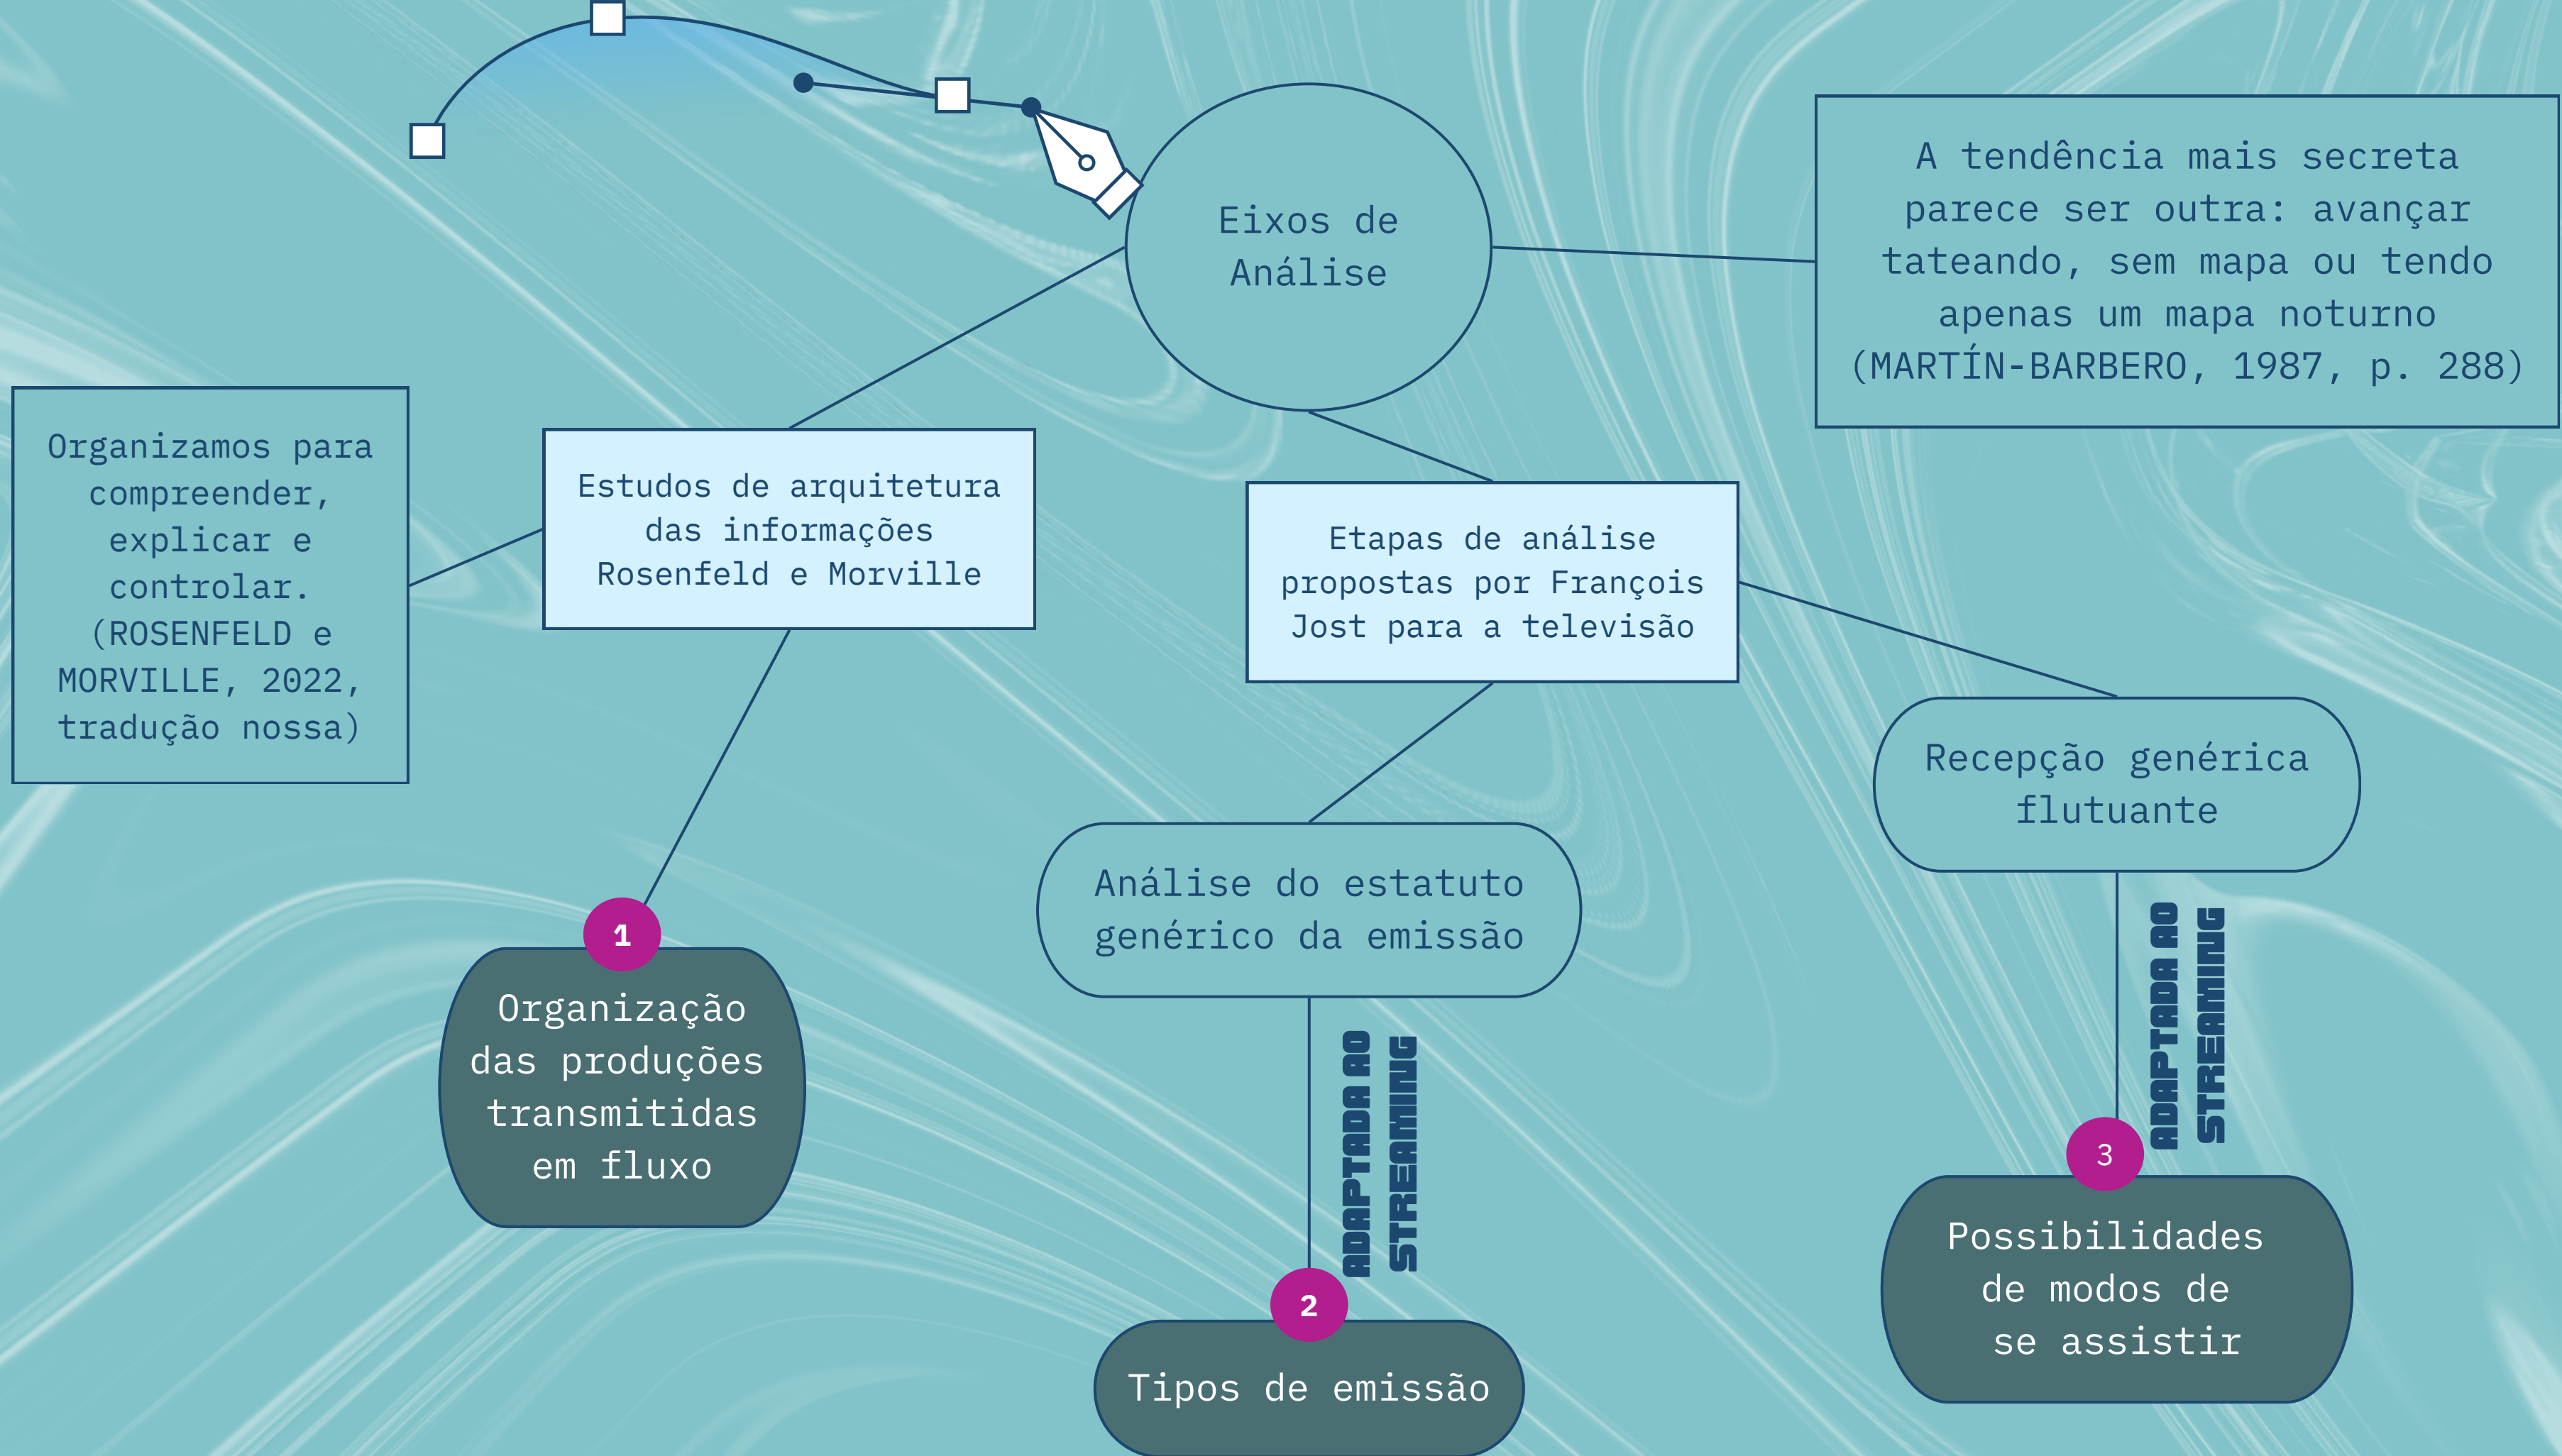 Eixos de
Análise
A tendência mais secreta
parece ser outra: avançar
tateando, sem mapa ou tendo
apenas um mapa noturno
(MARTÍN-BARBERO, 1987, p. 288)
Organizamos para
compreender,
explicar e
controlar.
(ROSENFELD e
MORVILLE, 2022,
tradução nossa)
Estudos de arquitetura
das informações
Rosenfeld e Morville
Etapas de análise
propostas por François
Jost para a televisão
Recepção genérica
flutuante
Análise do estatuto
genérico da emissão
1
Organização
das produções
transmitidas
em fluxo
ADAPTADA AO
STREAMING
2
Tipos de emissão
ADAPTADA AO
STREAMING
3
Possibilidades
de modos de
se assistir